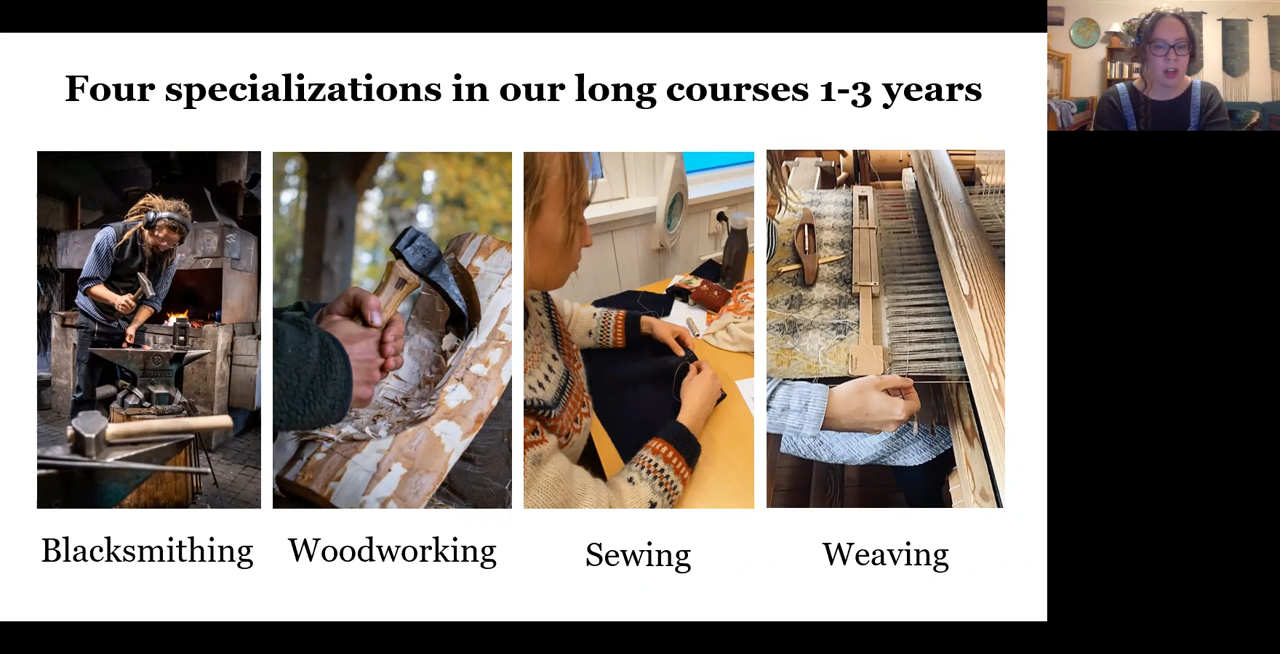 Four specializations in our long courses 1-3 years
Blacksmithing
Woodworking
Sewing
Weaving